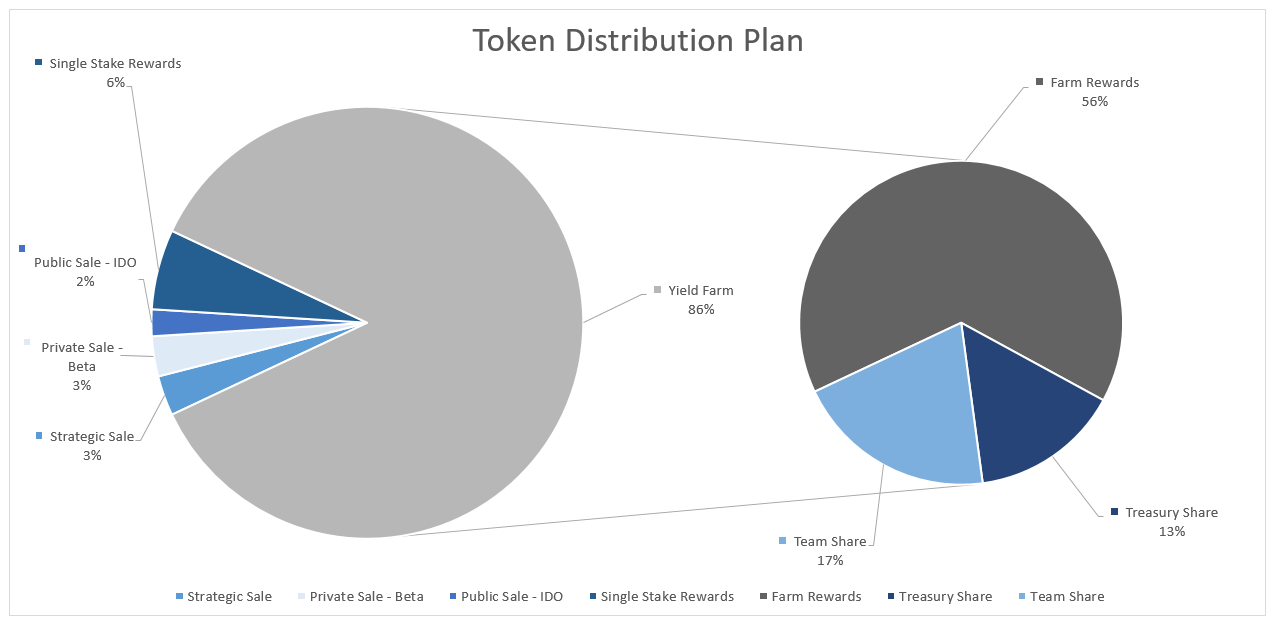 Token Distribution Plan
Single Stake Rewards
6%
Public Sale - IDO
2%
Private Sale -
Beta
3%
Strategic Sale
3%
Yield Farm
86%
Farm Rewards
56%
Treasury Share
13%
Team Share
17%
Strategic Sale Private Sale - Beta Public Sale - IDO Single Stake Rewards Farm Rewards Treasury Share Team Share